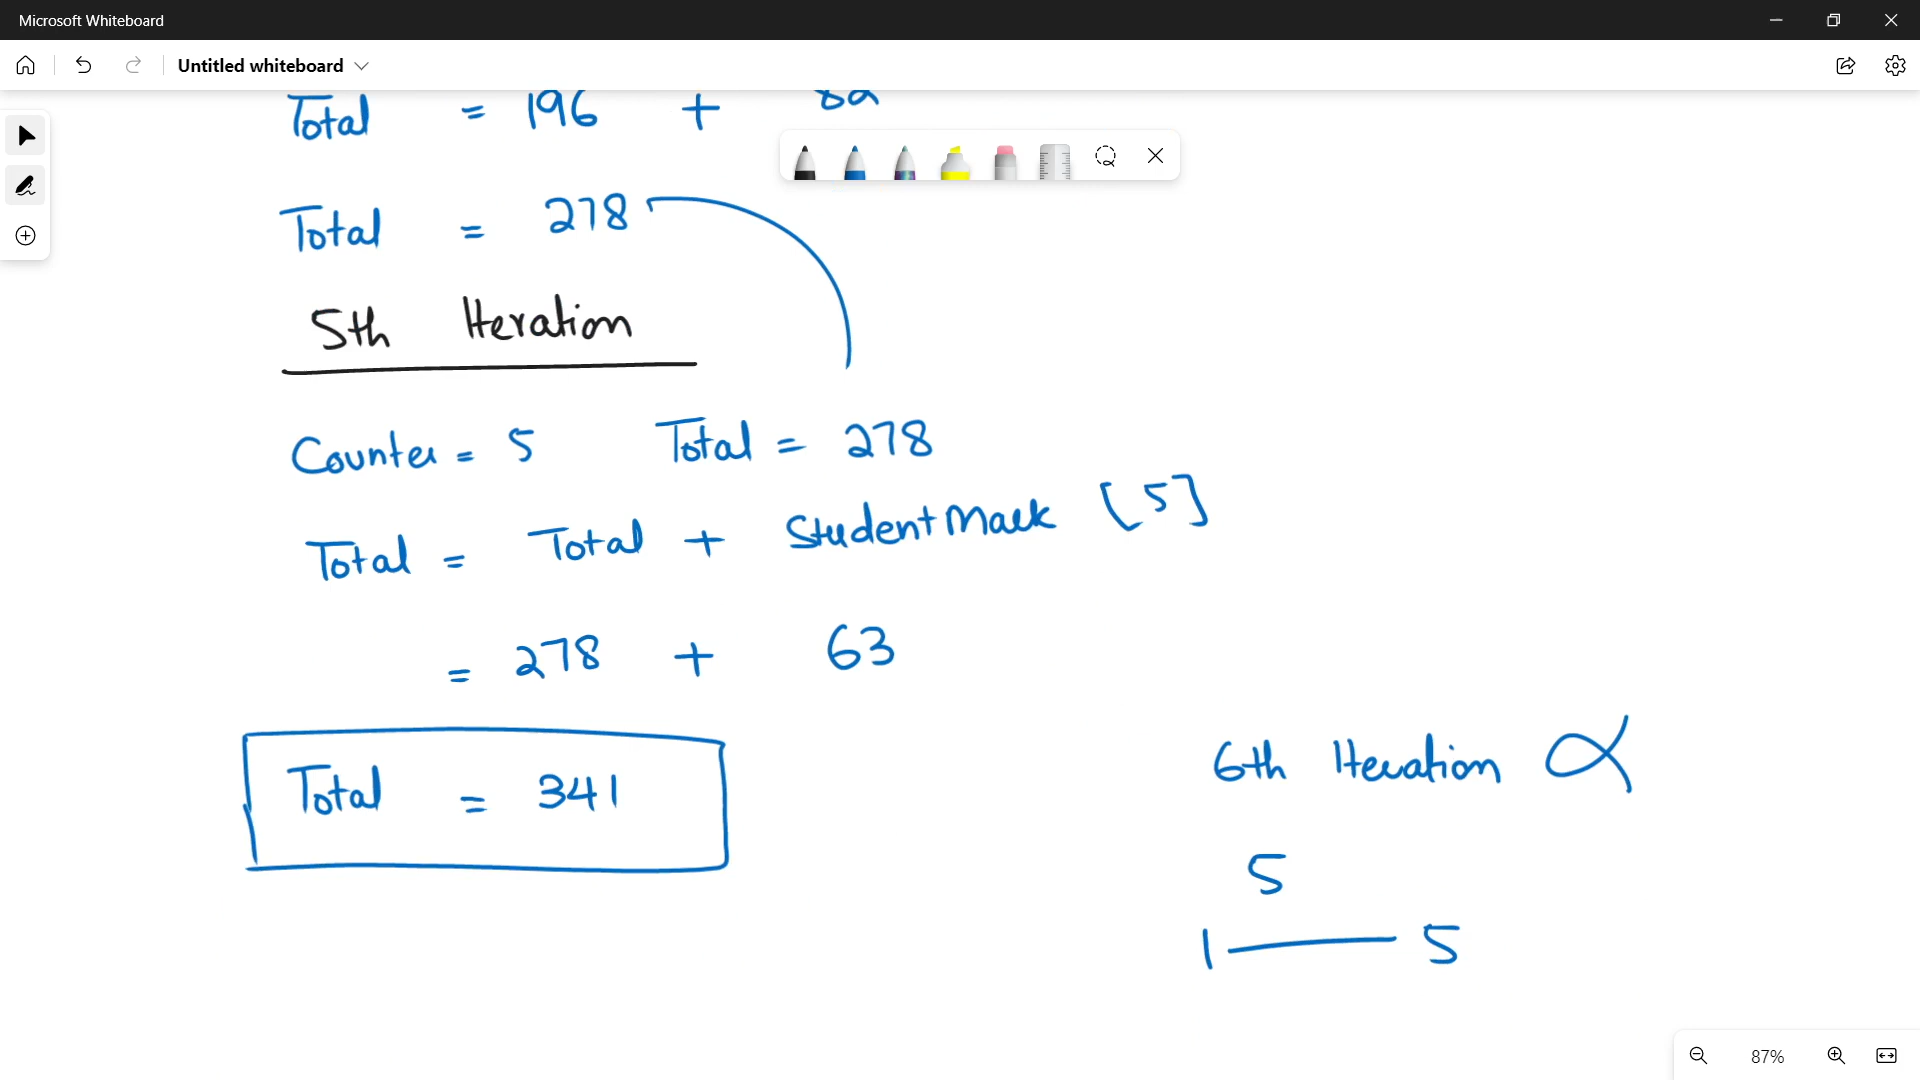 Microsoft Whiteboard
Untitled whiteboard
Total = 196 + 82
Total = 278
5th Iteration
Counter = 5 Total = 278
Total = Total + StudentMark [5]
= 278 + 63
Total = 341
6th Iteration
5
1 — 5
87%